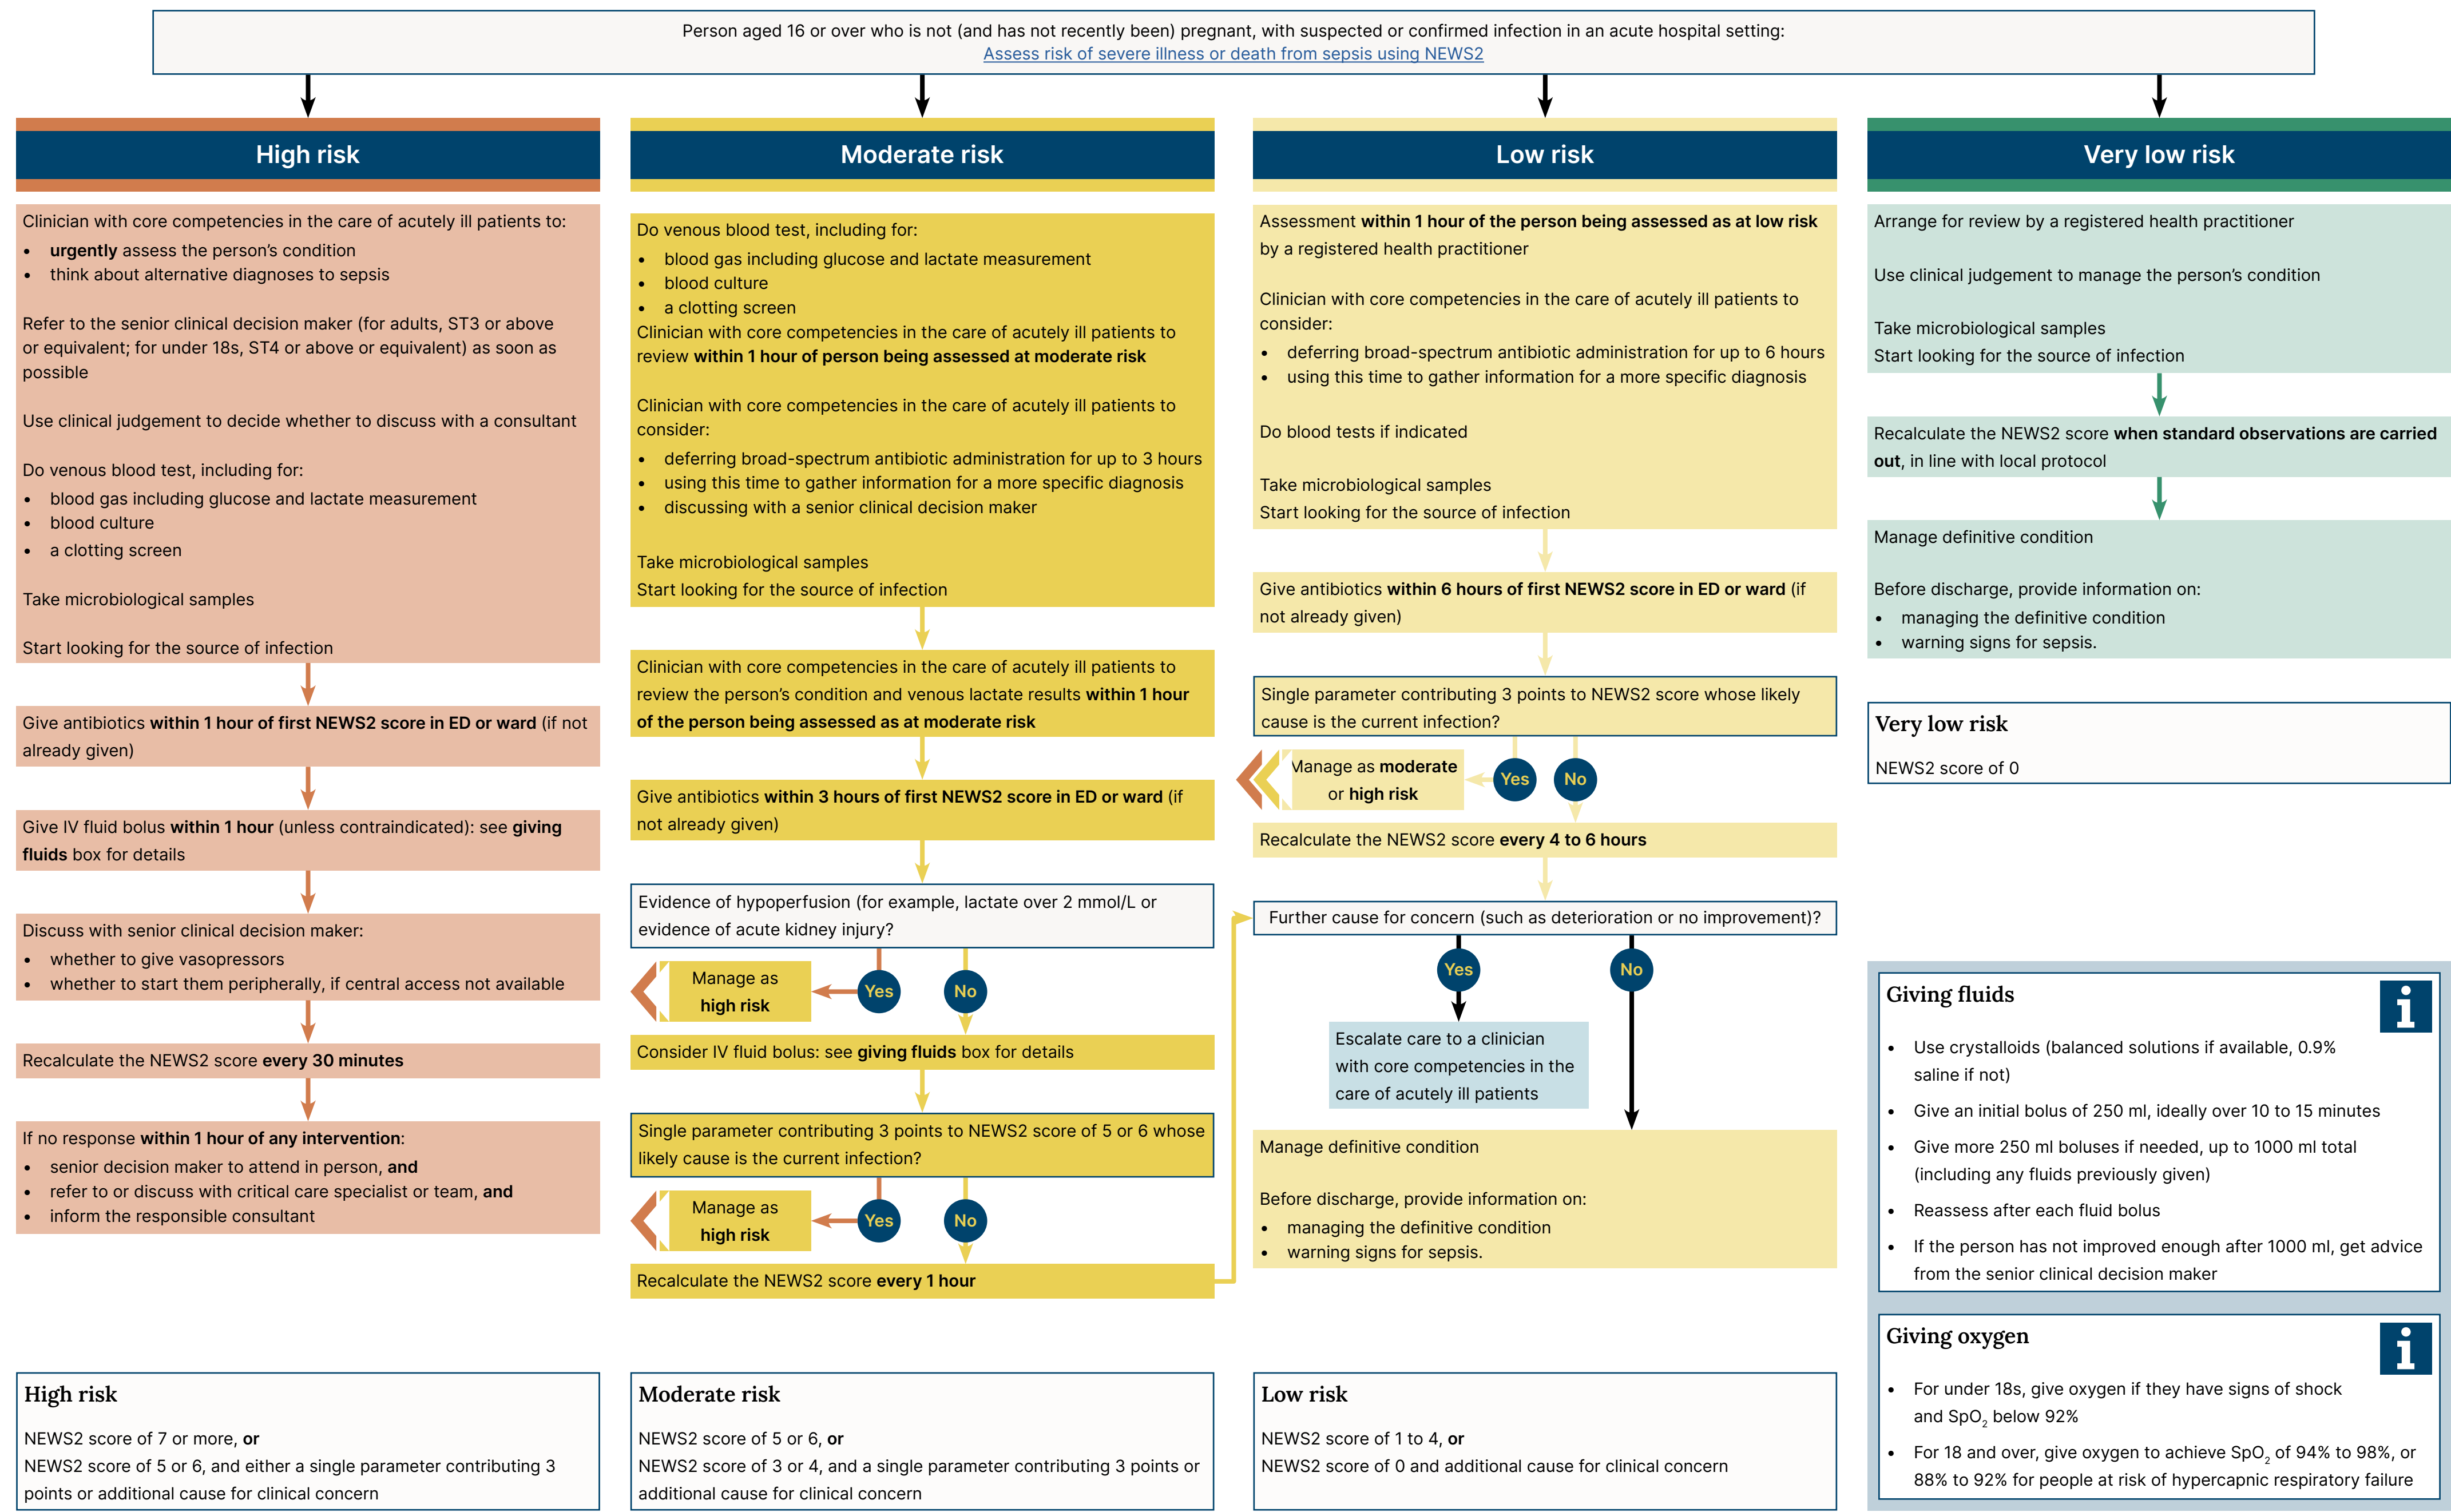 Person aged 16 or over who is not (and has not recently been) pregnant, with suspected or confirmed infection in an acute hospital setting:
Assess risk of severe illness or death from sepsis using NEWS2
High risk
Clinician with core competencies in the care of acutely ill patients to:
• urgently assess the person’s condition
• think about alternative diagnoses to sepsis
Refer to the senior clinical decision maker (for adults, ST3 or above
or equivalent; for under 18s, ST4 or above or equivalent) as soon as
possible
Use clinical judgement to decide whether to discuss with a consultant
Do venous blood test, including for:
• blood gas including glucose and lactate measurement
• blood culture
• a clotting screen
Take microbiological samples
Start looking for the source of infection
Give antibiotics within 1 hour of first NEWS2 score in ED or ward (if not
already given)
Give IV fluid bolus within 1 hour (unless contraindicated): see giving
fluids box for details
Discuss with senior clinical decision maker:
• whether to give vasopressors
• whether to start them peripherally, if central access not available
Recalculate the NEWS2 score every 30 minutes
If no response within 1 hour of any intervention:
• senior decision maker to attend in person, and
• refer to or discuss with critical care specialist or team, and
• inform the responsible consultant
High risk
NEWS2 score of 7 or more, or
NEWS2 score of 5 or 6, and either a single parameter contributing 3
points or additional cause for clinical concern
Moderate risk
Do venous blood test, including for:
• blood gas including glucose and lactate measurement
• blood culture
• a clotting screen
Clinician with core competencies in the care of acutely ill patients to
review within 1 hour of person being assessed at moderate risk
Clinician with core competencies in the care of acutely ill patients to
consider:
• deferring broad-spectrum antibiotic administration for up to 3 hours
• using this time to gather information for a more specific diagnosis
• discussing with a senior clinical decision maker
Take microbiological samples
Start looking for the source of infection
Clinician with core competencies in the care of acutely ill patients to
review the person’s condition and venous lactate results within 1 hour
of the person being assessed as at moderate risk
Give antibiotics within 3 hours of first NEWS2 score in ED or ward (if
not already given)
Evidence of hypoperfusion (for example, lactate over 2 mmol/L or
evidence of acute kidney injury?
Manage as
high risk
Yes
No
Consider IV fluid bolus: see giving fluids box for details
Single parameter contributing 3 points to NEWS2 score of 5 or 6 whose
likely cause is the current infection?
Manage as
high risk
Yes
No
Recalculate the NEWS2 score every 1 hour
Moderate risk
NEWS2 score of 5 or 6, or
NEWS2 score of 3 or 4, and a single parameter contributing 3 points or
additional cause for clinical concern
Low risk
Assessment within 1 hour of the person being assessed as at low risk
by a registered health practitioner
Clinician with core competencies in the care of acutely ill patients to
consider:
• deferring broad-spectrum antibiotic administration for up to 6 hours
• using this time to gather information for a more specific diagnosis
Do blood tests if indicated
Take microbiological samples
Start looking for the source of infection
Give antibiotics within 6 hours of first NEWS2 score in ED or ward (if
not already given)
Single parameter contributing 3 points to NEWS2 score whose likely
cause is the current infection?
Manage as moderate
or high risk
Yes
No
Recalculate the NEWS2 score every 4 to 6 hours
Further cause for concern (such as deterioration or no improvement)?
Yes
No
Escalate care to a clinician
with core competencies in the
care of acutely ill patients
Manage definitive condition
Before discharge, provide information on:
• managing the definitive condition
• warning signs for sepsis.
Low risk
NEWS2 score of 1 to 4, or
NEWS2 score of 0 and additional cause for clinical concern
Very low risk
Arrange for review by a registered health practitioner
Use clinical judgement to manage the person’s condition
Take microbiological samples
Start looking for the source of infection
Recalculate the NEWS2 score when standard observations are carried
out, in line with local protocol
Manage definitive condition
Before discharge, provide information on:
• managing the definitive condition
• warning signs for sepsis.
Very low risk
NEWS2 score of 0
Giving fluids
i
• Use crystalloids (balanced solutions if available, 0.9%
saline if not)
• Give an initial bolus of 250 ml, ideally over 10 to 15 minutes
• Give more 250 ml boluses if needed, up to 1000 ml total
(including any fluids previously given)
• Reassess after each fluid bolus
• If the person has not improved enough after 1000 ml, get advice
from the senior clinical decision maker
Giving oxygen
i
• For under 18s, give oxygen if they have signs of shock
and SpO₂ below 92%
• For 18 and over, give oxygen to achieve SpO₂ of 94% to 98%, or
88% to 92% for people at risk of hypercapnic respiratory failure